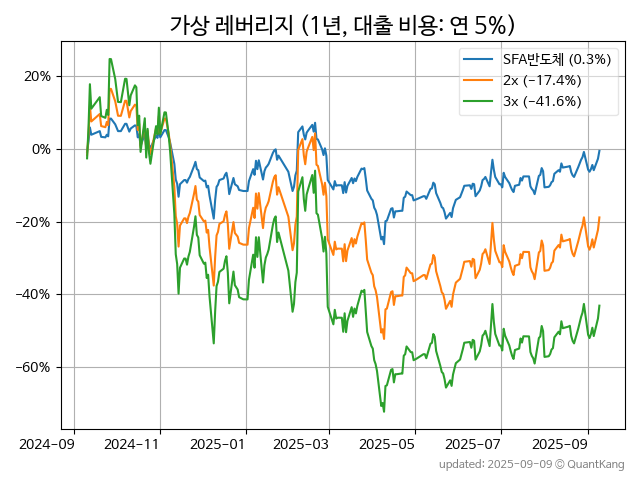 가상 레버리지 (1년, 대출 비용: 연 5%)
SFA반도체 (0.3%)
2x (−17.4%)
3x (−41.6%)
20%
0%
−20%
−40%
−60%
2024-09
2024-11
2025-01
2025-03
2025-05
2025-07
2025-09
updated: 2025-09-09 © QuantKang